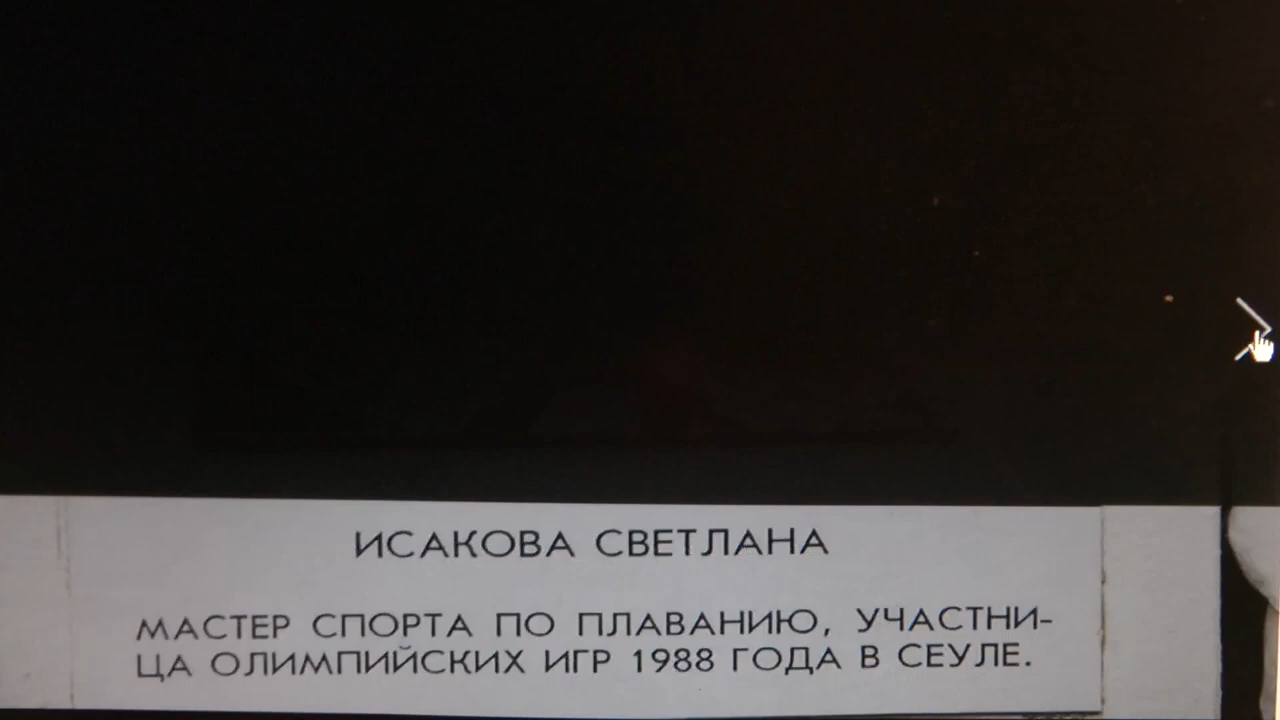 ИСАКОВА СВЕТЛАНА
МАСТЕР СПОРТА ПО ПЛАВАНИЮ, УЧАСТНИ-
ЦА ОЛИМПИЙСКИХ ИГР 1988 ГОДА В СЕУЛЕ.